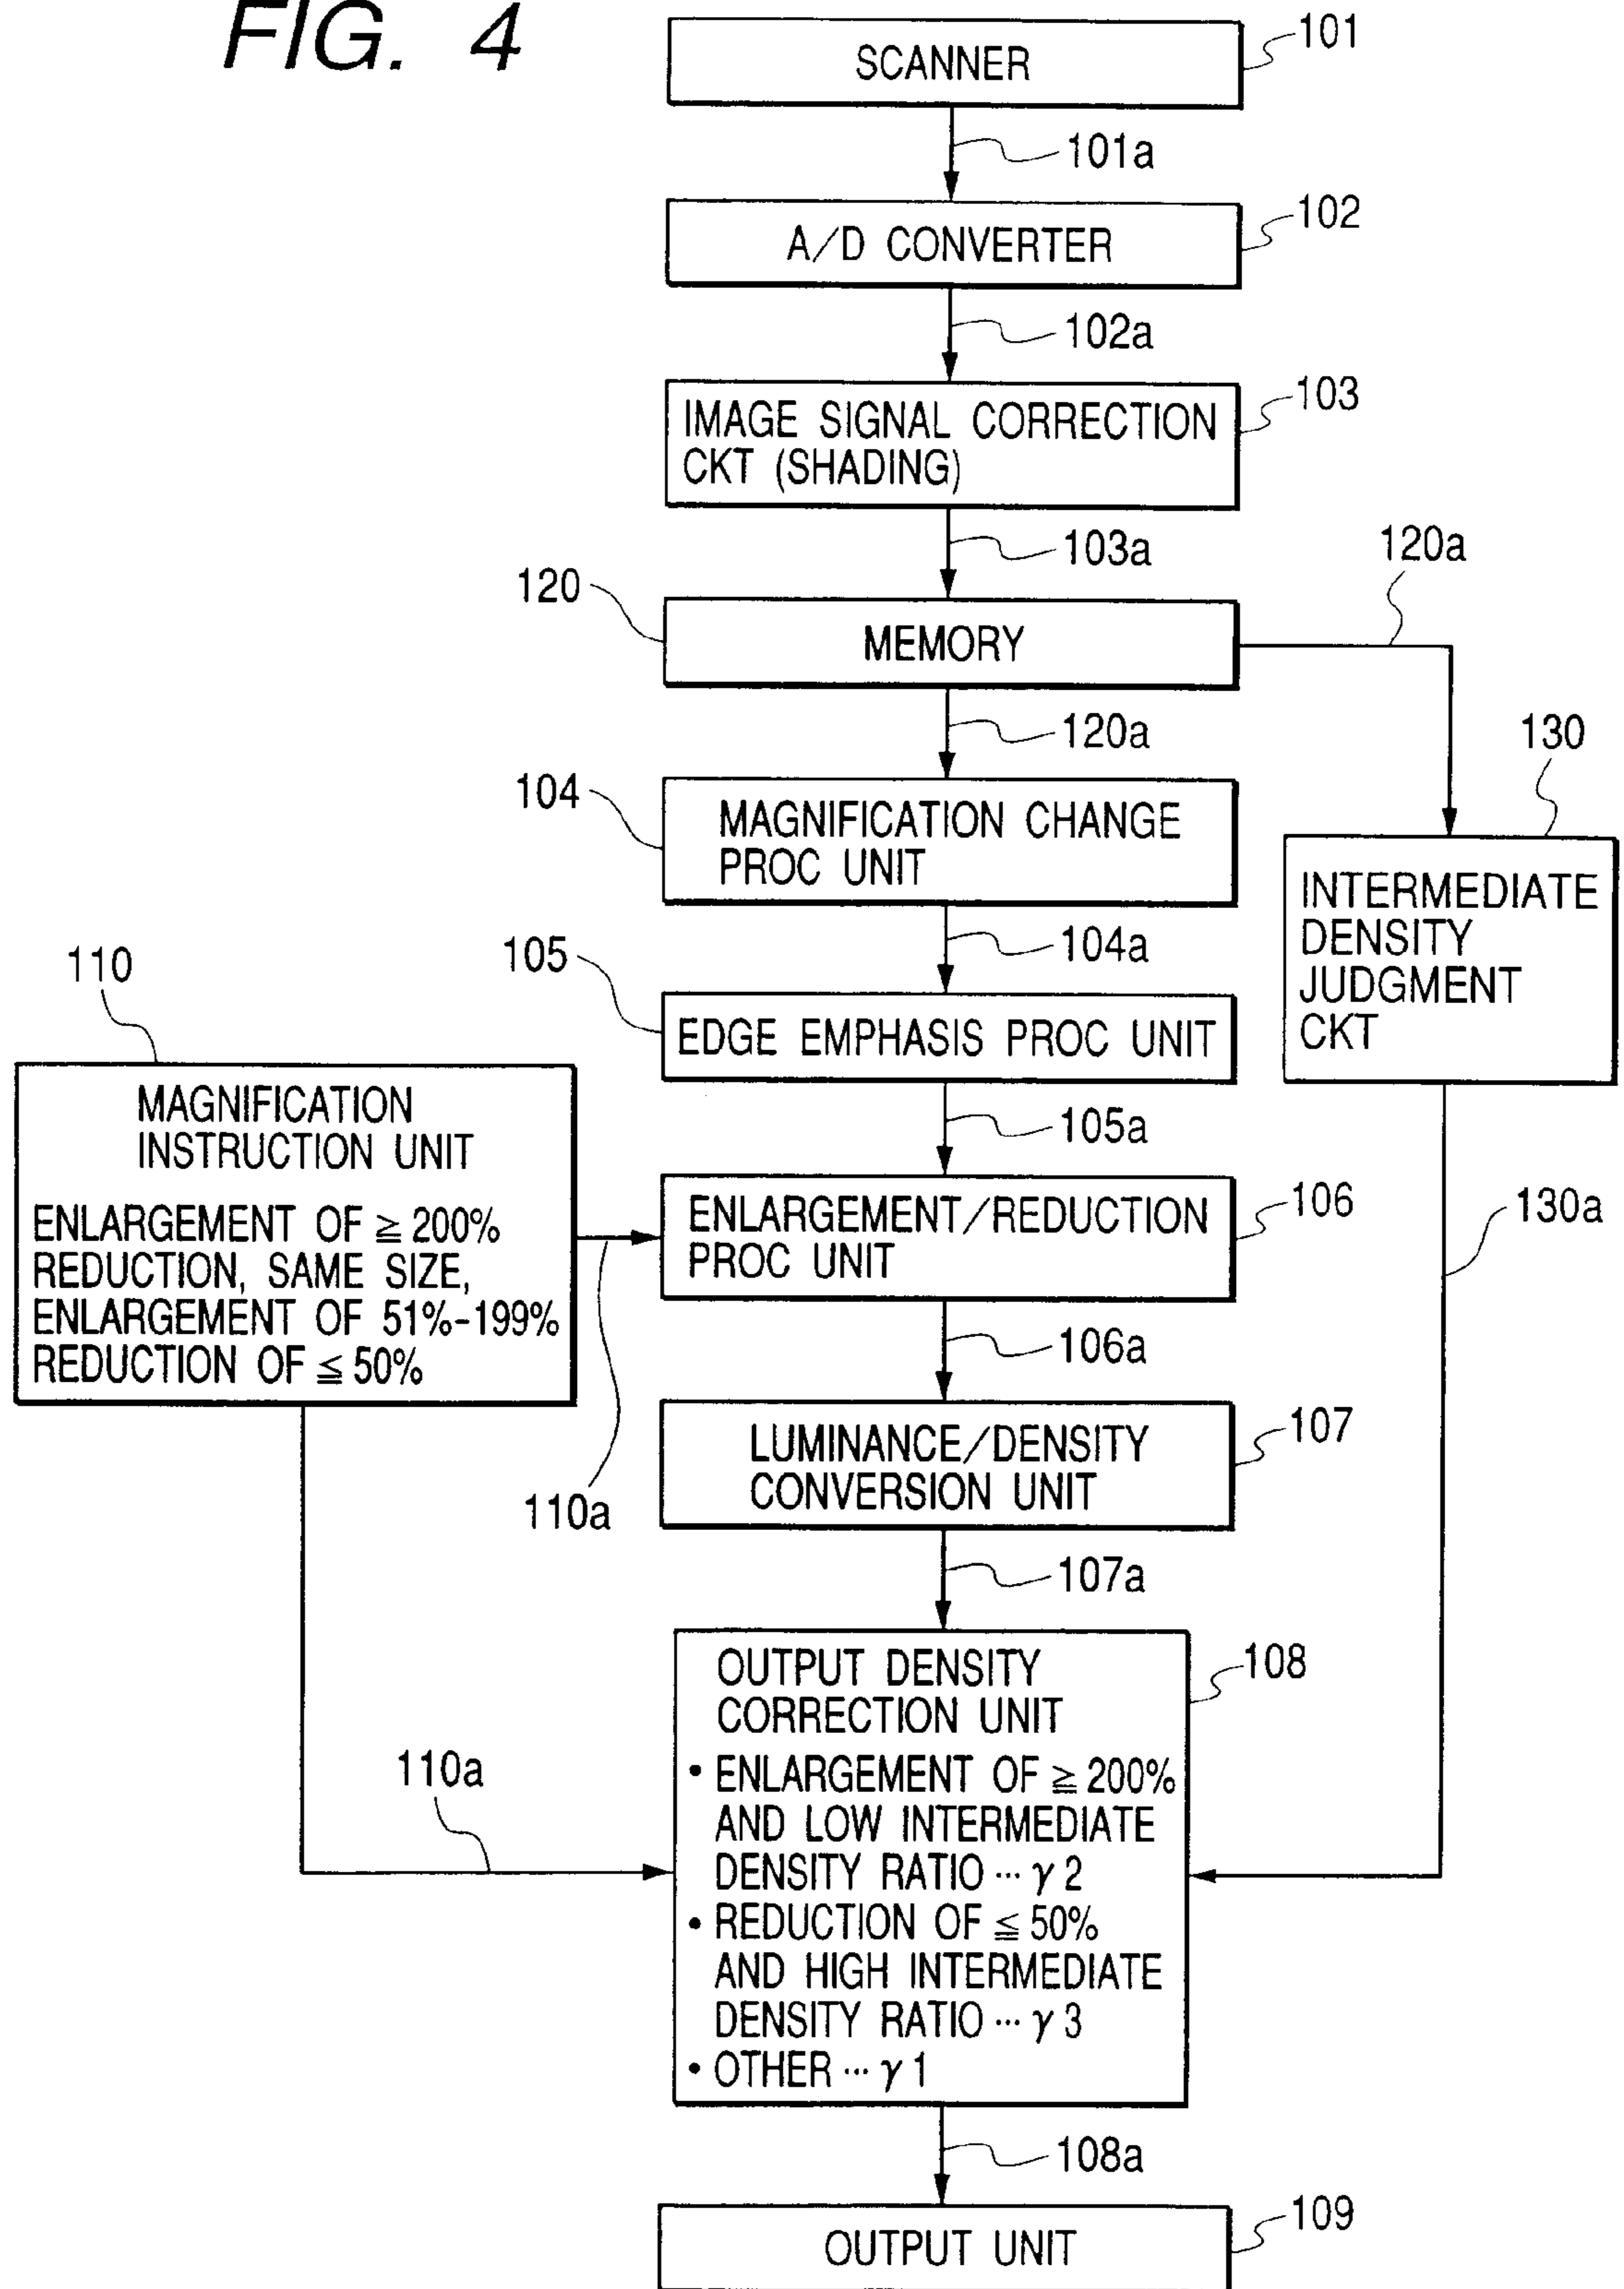 FIG. 4
SCANNER
101
101a
A/D CONVERTER
102
102a
IMAGE SIGNAL CORRECTION
CKT (SHADING)
103
103a
120a
120
MEMORY
120a
130
104
MAGNIFICATION CHANGE
PROC UNIT
INTERMEDIATE
DENSITY
JUDGMENT
CKT
104a
105
EDGE EMPHASIS PROC UNIT
110
105a
MAGNIFICATION
INSTRUCTION UNIT
ENLARGEMENT OF ≧ 200%
REDUCTION, SAME SIZE,
ENLARGEMENT OF 51%-199%
REDUCTION OF ≦ 50%
ENLARGEMENT/REDUCTION
PROC UNIT
106
130a
106a
110a
LUMINANCE/DENSITY
CONVERSION UNIT
107
107a
110a
OUTPUT DENSITY
CORRECTION UNIT
• ENLARGEMENT OF ≧ 200%
AND LOW INTERMEDIATE
DENSITY RATIO ··· γ 2
• REDUCTION OF ≦ 50%
AND HIGH INTERMEDIATE
DENSITY RATIO ··· γ 3
• OTHER ··· γ 1
108
108a
OUTPUT UNIT
109